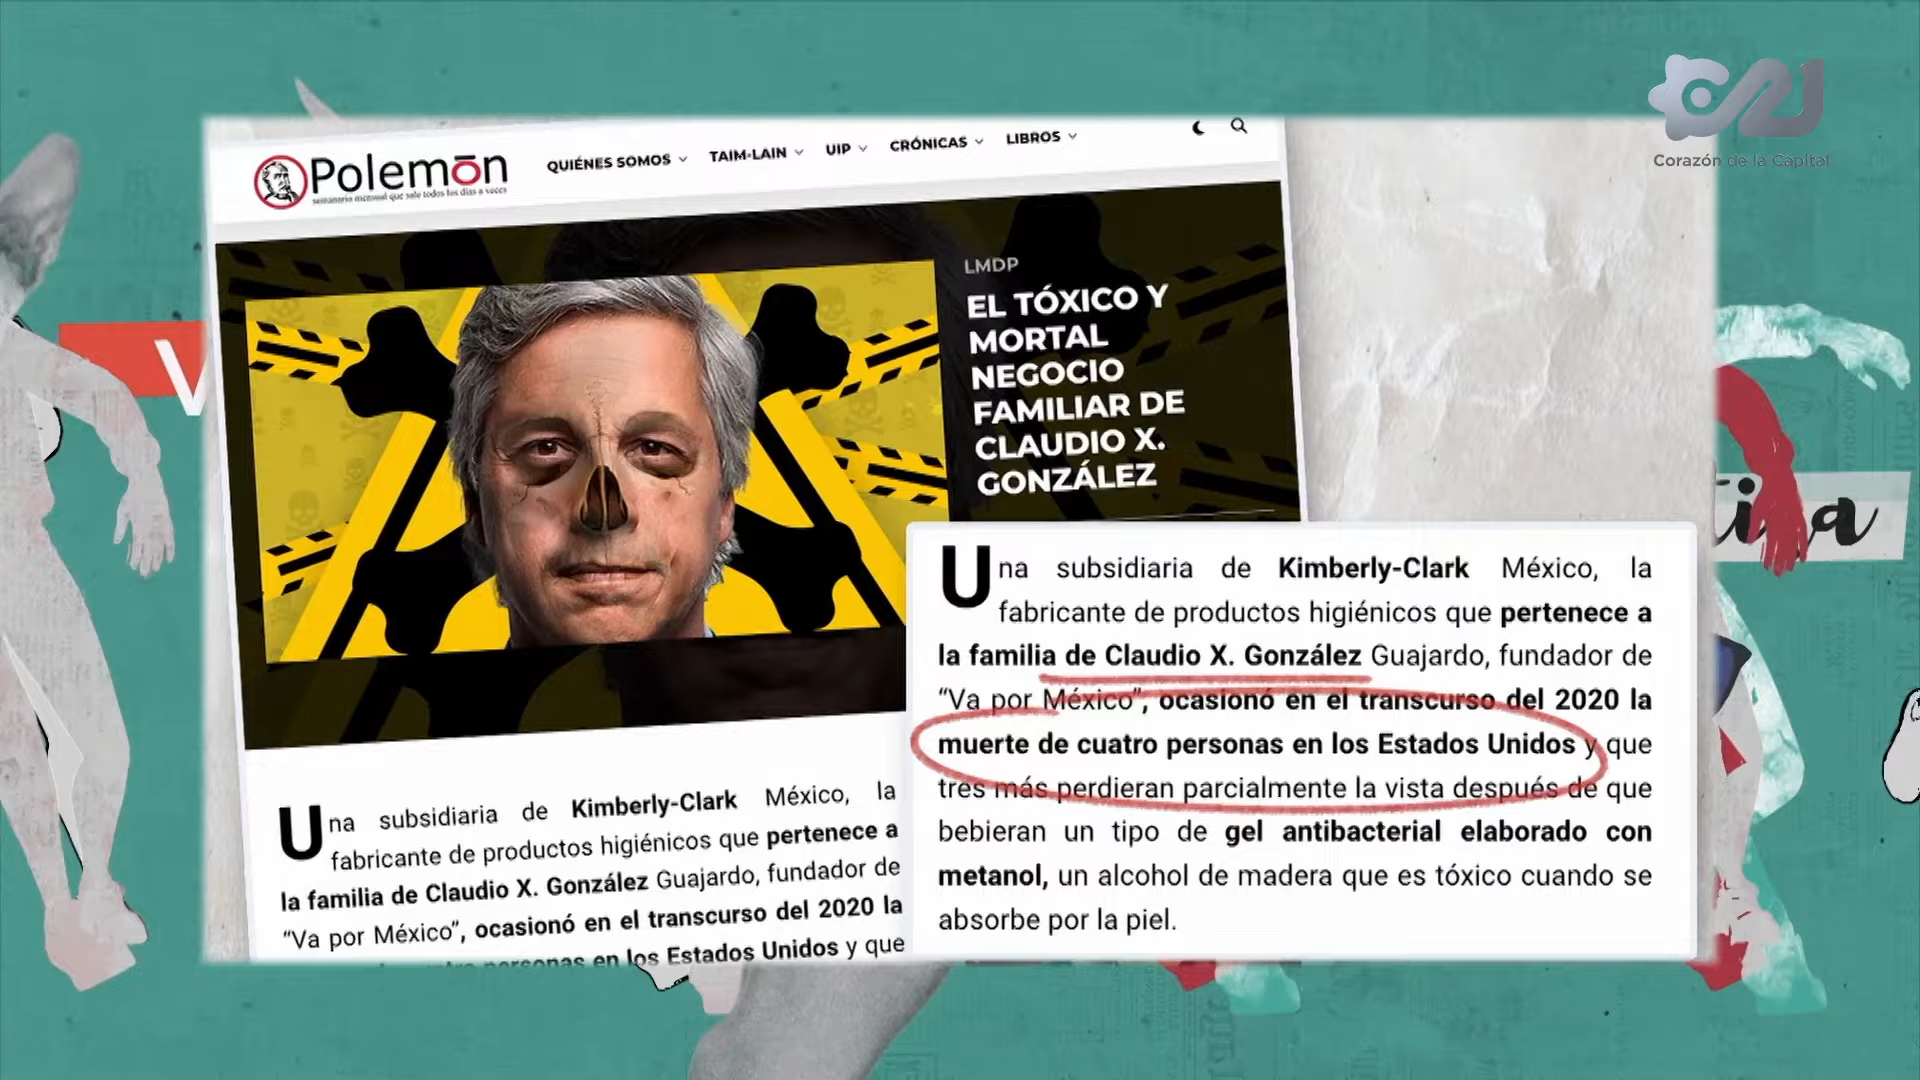 C21
Corazón de la Capital
Polemōn
semanario mensual que sale todos los días a veces
QUIÉNES SOMOS
TAIM-LAIN
UIP
CRÓNICAS
LIBROS
LMDP
EL TÓXICO Y
MORTAL
NEGOCIO
FAMILIAR DE
CLAUDIO X.
GONZÁLEZ
Una subsidiaria de Kimberly-Clark México, la
fabricante de productos higiénicos que pertenece a
la familia de Claudio X. González Guajardo, fundador de
“Va por México”, ocasionó en el transcurso del 2020 la
muerte de cuatro personas en los Estados Unidos y que
tres más perdieran parcialmente la vista después de que
bebieran un tipo de gel antibacterial elaborado con
metanol, un alcohol de madera que es tóxico cuando se
absorbe por la piel.
Una subsidiaria de Kimberly-Clark México, la
fabricante de productos higiénicos que pertenece a
la familia de Claudio X. González Guajardo, fundador de
“Va por México”, ocasionó en el transcurso del 2020 la
personas en los Estados Unidos y que